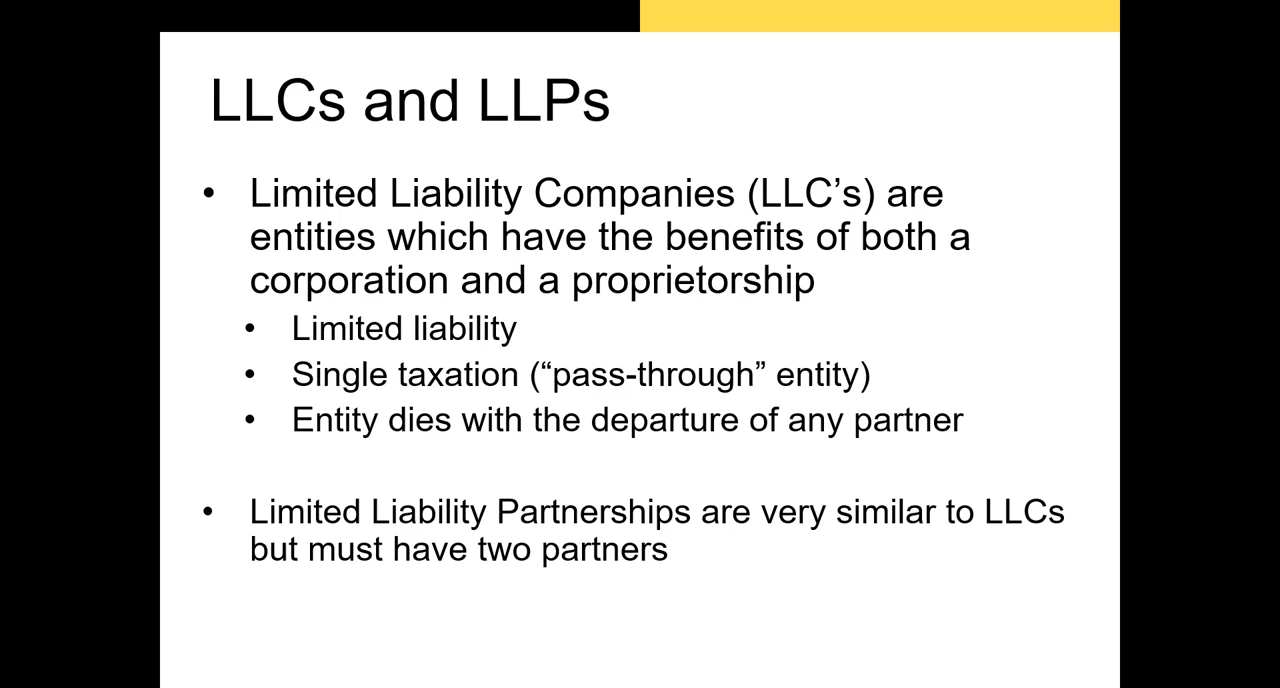 LLCs and LLPs
• Limited Liability Companies (LLC’s) are
entities which have the benefits of both a
corporation and a proprietorship
• Limited liability
• Single taxation (“pass-through” entity)
• Entity dies with the departure of any partner
• Limited Liability Partnerships are very similar to LLCs
but must have two partners